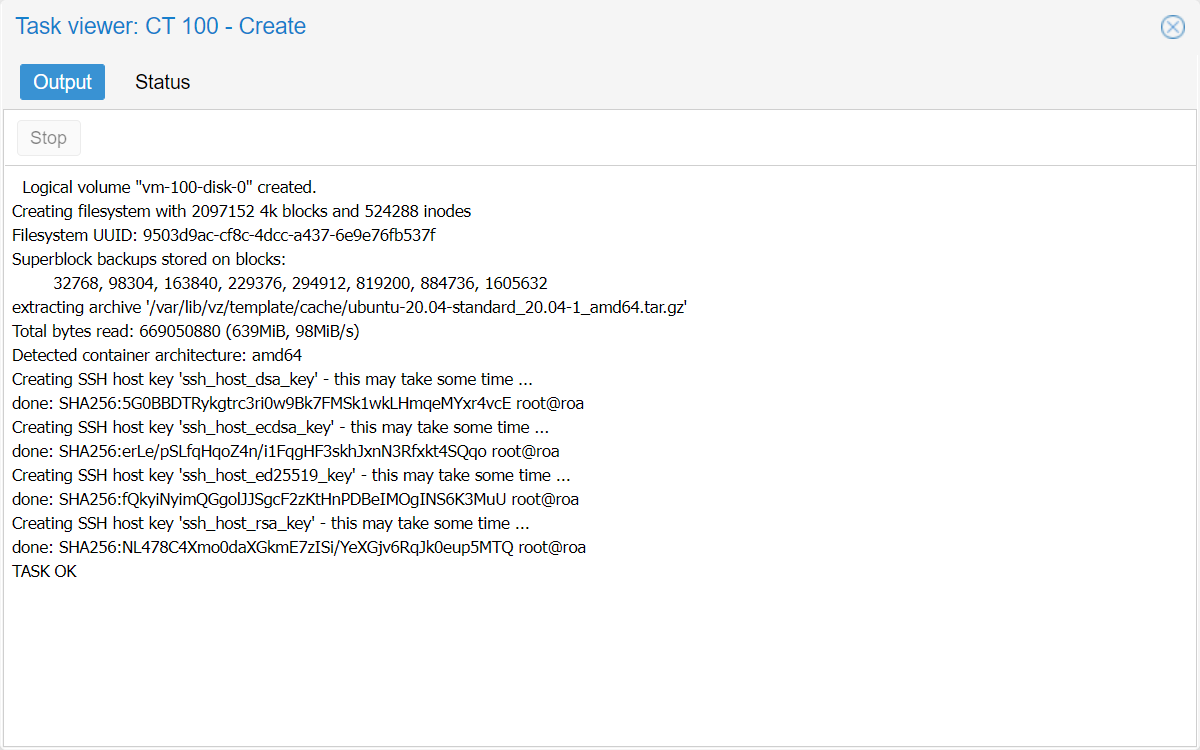 Task viewer: CT 100 - Create
Output Status
Stop
Logical volume "vm-100-disk-0" created.
Creating filesystem with 2097152 4k blocks and 524288 inodes
Filesystem UUID: 9503d9ac-cf8c-4dcc-a437-6e9e76fb537f
Superblock backups stored on blocks:
32768, 98304, 163840, 229376, 294912, 819200, 884736, 1605632
extracting archive '/var/lib/vz/template/cache/ubuntu-20.04-standard_20.04-1_amd64.tar.gz'
Total bytes read: 669050880 (639MiB, 98MiB/s)
Detected container architecture: amd64
Creating SSH host key 'ssh_host_dsa_key' - this may take some time ...
done: SHA256:5G0BBDTRykgtrc3ri0w9Bk7FMSk1wkLHmqeMYxr4vcE root@roa
Creating SSH host key 'ssh_host_ecdsa_key' - this may take some time ...
done: SHA256:erLe/pSLfqHqoZ4n/i1FqgHF3skhJxnN3Rfxkt4SQqo root@roa
Creating SSH host key 'ssh_host_ed25519_key' - this may take some time ...
done: SHA256:fQkyiNyimQGgolJJSgcF2zKtHnPDBeIMOgINS6K3MuU root@roa
Creating SSH host key 'ssh_host_rsa_key' - this may take some time ...
done: SHA256:NL478C4Xmo0daXGkmE7zISi/YeXGjv6RqJk0eup5MTQ root@roa
TASK OK